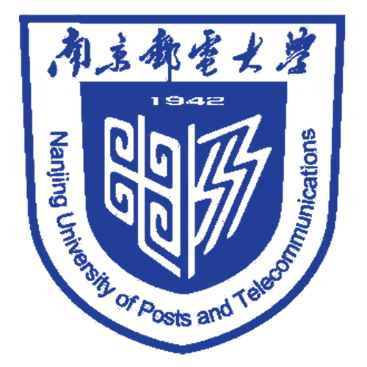 南京郵電大學
1942
Nanjing University of Posts and Telecommunications